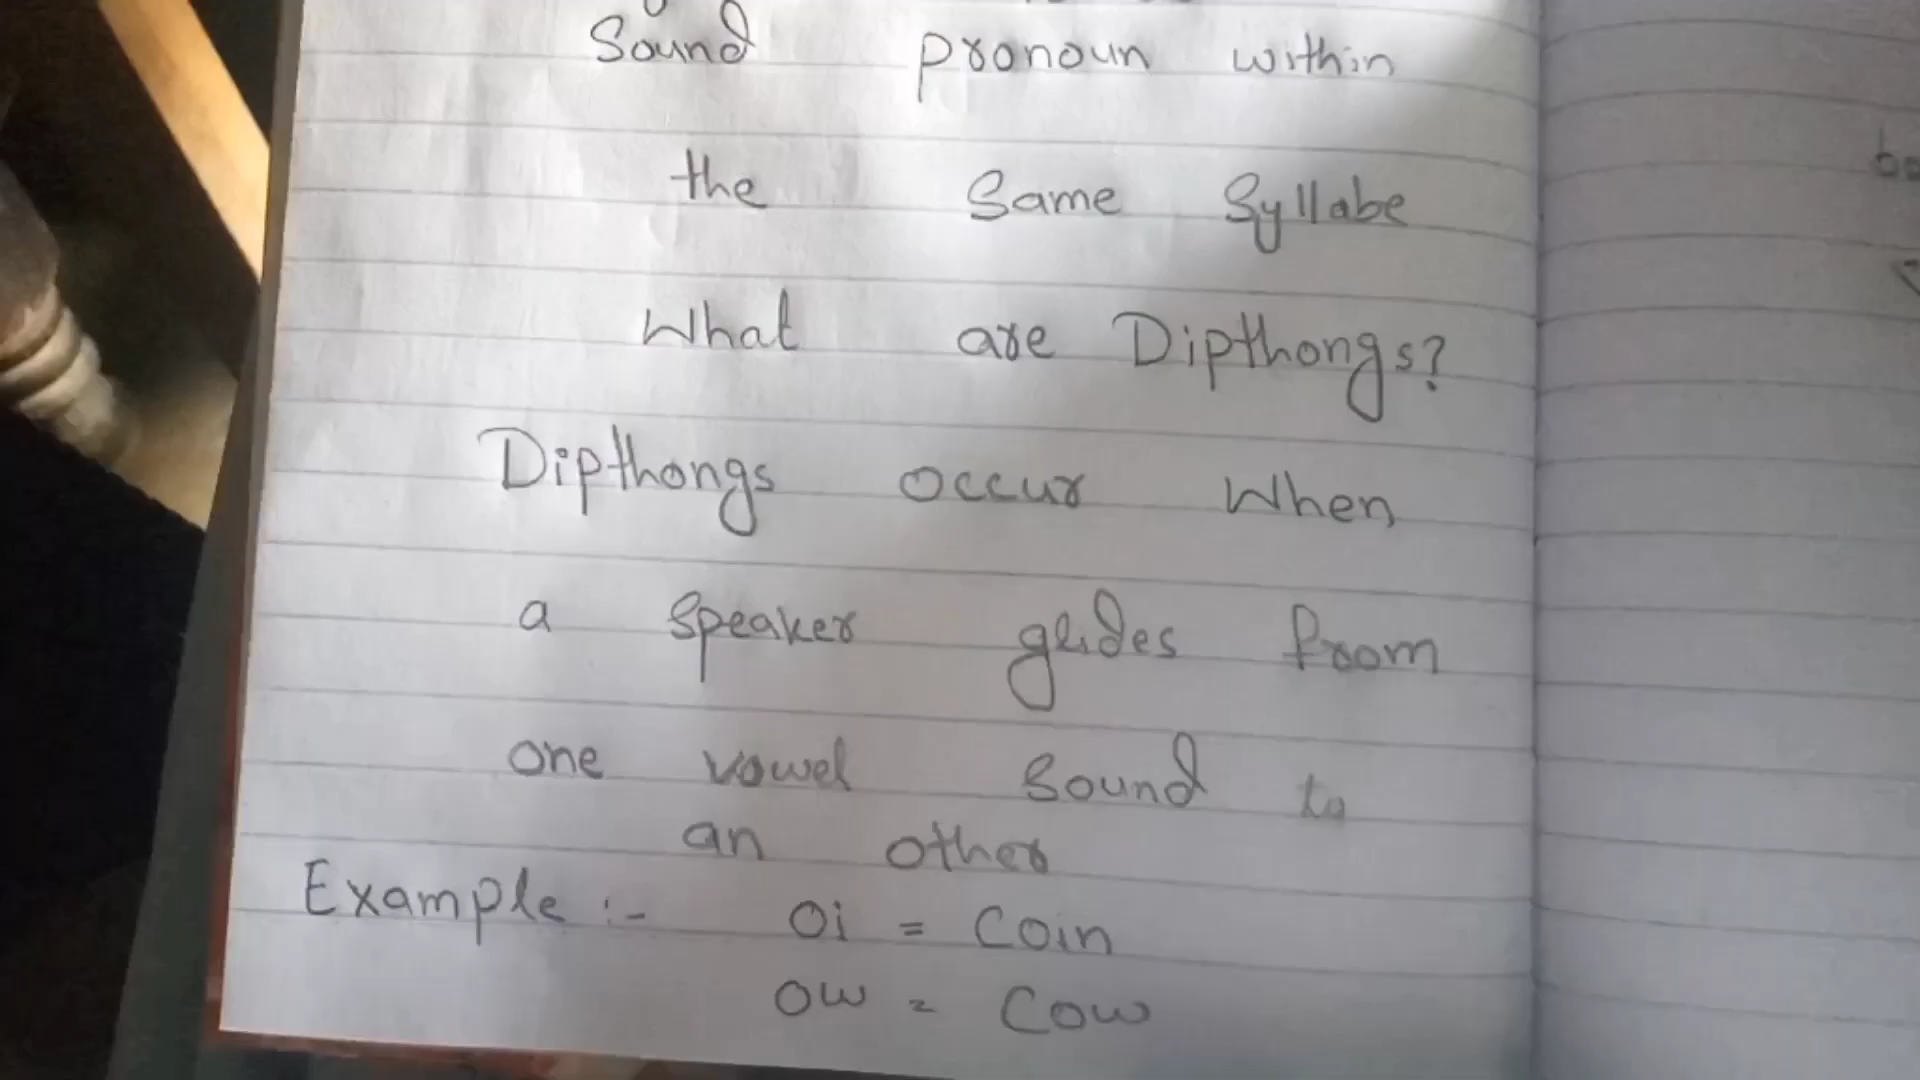 Sound pronoun within
the Same Syllabe
What are Dipthongs?
Dipthongs occur when
a speaker glides from
one vowel sound to
an other
Example :- oi = Coin
ow = Cow